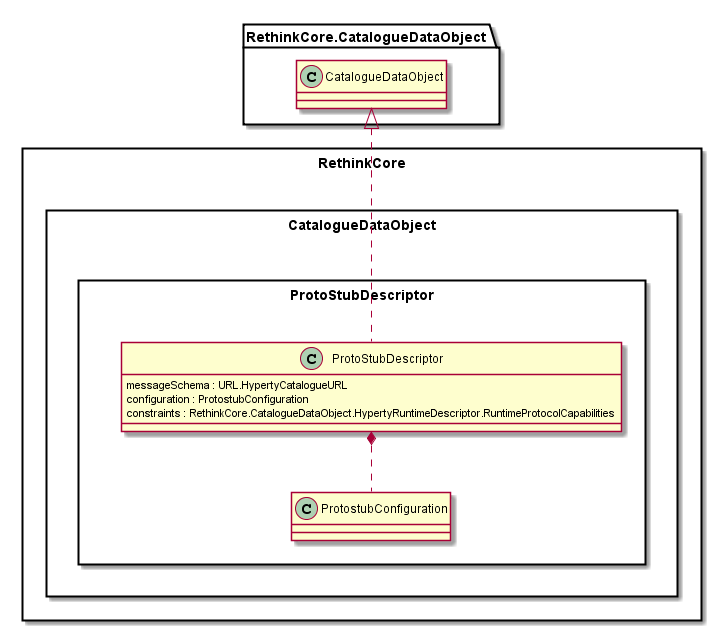 RethinkCore.CatalogueDataObject
C CatalogueDataObject
RethinkCore
CatalogueDataObject
ProtoStubDescriptor
C ProtoStubDescriptor
messageSchema : URL.HypertyCatalogueURL
configuration : ProtostubConfiguration
constraints : RethinkCore.CatalogueDataObject.HypertyRuntimeDescriptor.RuntimeProtocolCapabilities
C ProtostubConfiguration